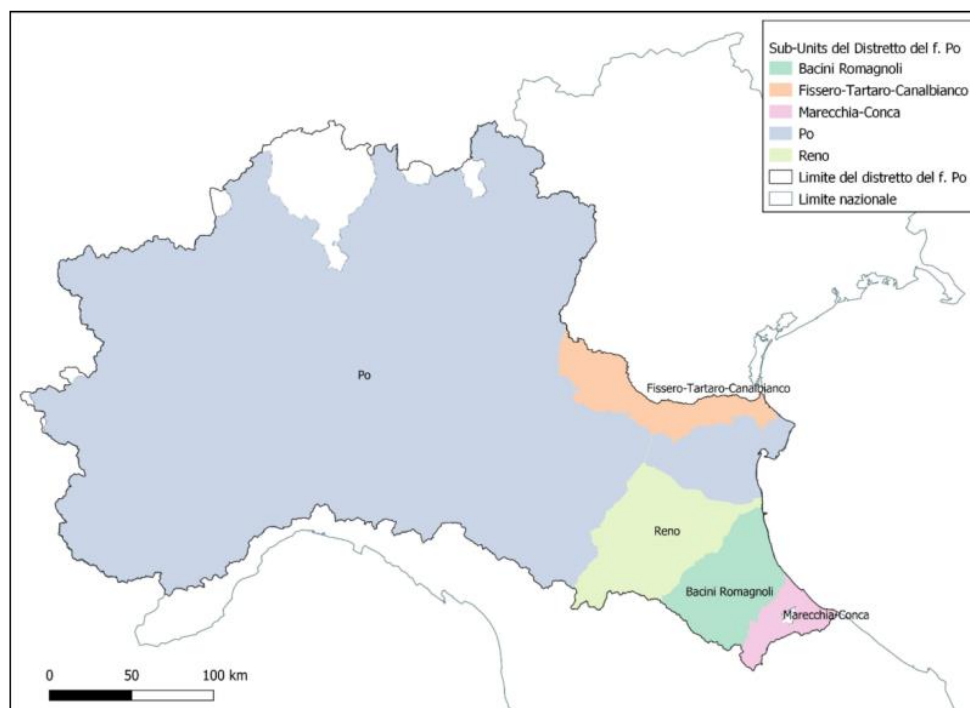 Sub-Units del Distretto del f. Po
Bacini Romagnoli
Fissero-Tartaro-Canalbianco
Marecchia-Conca
Po
Reno
Limite del distretto del f. Po
Limite nazionale
Po
Fissero-Tartaro-Canalbianco
Reno
Bacini Romagnoli
Marecchia-Conca
0 50 100 km